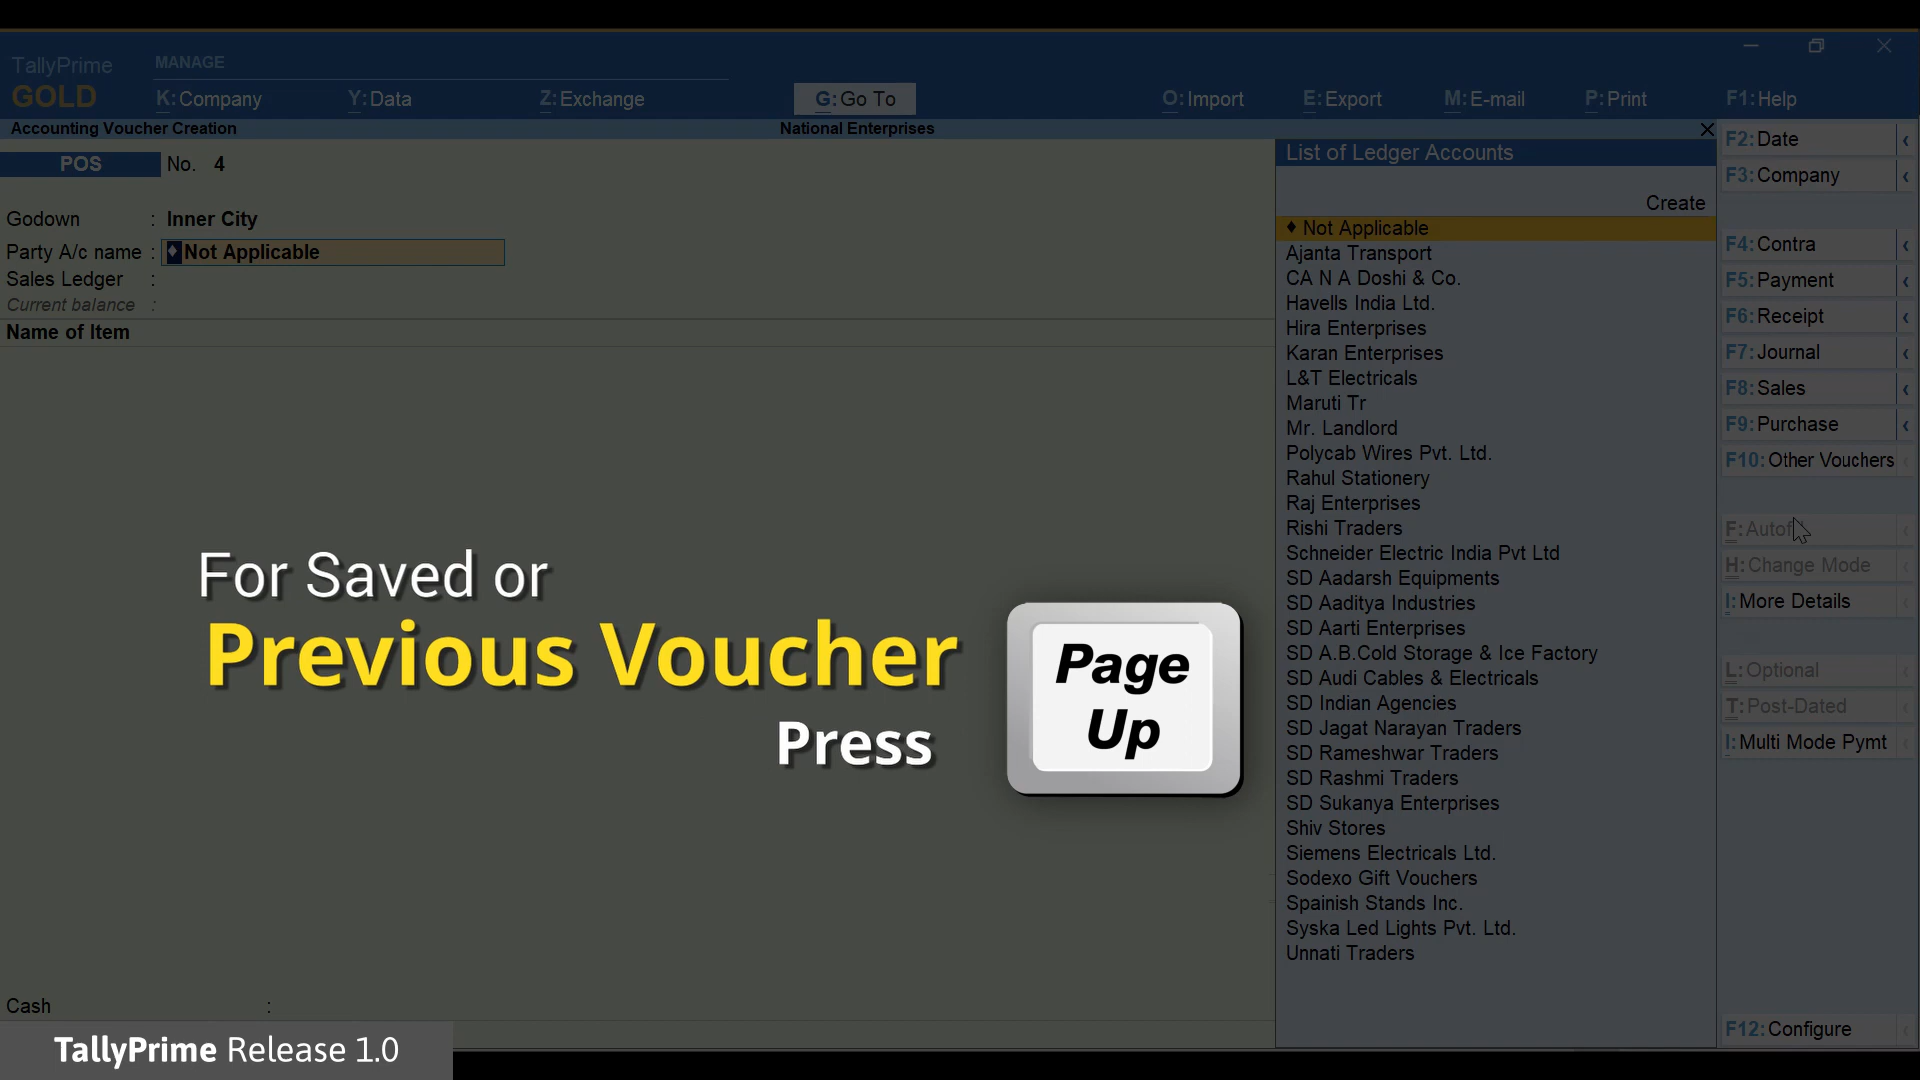 TallyPrime
GOLD
MANAGE
K: Company
Y: Data
Z: Exchange
G: Go To
O: Import
E: Export
M: E-mail
P: Print
F1: Help
Accounting Voucher Creation
National Enterprises
POS No. 4
Godown : Inner City
Party A/c name : ♦ Not Applicable
Sales Ledger :
Current balance :
Name of Item
Cash :
List of Ledger Accounts
Create
♦ Not Applicable
Ajanta Transport
CA N A Doshi & Co.
Havells India Ltd.
Hira Enterprises
Karan Enterprises
L&T Electricals
Maruti Tr
Mr. Landlord
Polycab Wires Pvt. Ltd.
Rahul Stationery
Raj Enterprises
Rishi Traders
Schneider Electric India Pvt Ltd
SD Aadarsh Equipments
SD Aaditya Industries
SD Aarti Enterprises
SD A.B.Cold Storage & Ice Factory
SD Audi Cables & Electricals
SD Indian Agencies
SD Jagat Narayan Traders
SD Rameshwar Traders
SD Rashmi Traders
SD Sukanya Enterprises
Shiv Stores
Siemens Electricals Ltd.
Sodexo Gift Vouchers
Spainish Stands Inc.
Syska Led Lights Pvt. Ltd.
Unnati Traders
F2: Date
F3: Company
F4: Contra
F5: Payment
F6: Receipt
F7: Journal
F8: Sales
F9: Purchase
F10: Other Vouchers
H: Change Mode
I: More Details
L: Optional
T: Post-Dated
I: Multi Mode Pymt
F12: Configure
For Saved or
Previous Voucher
Press
Page
Up
TallyPrime Release 1.0